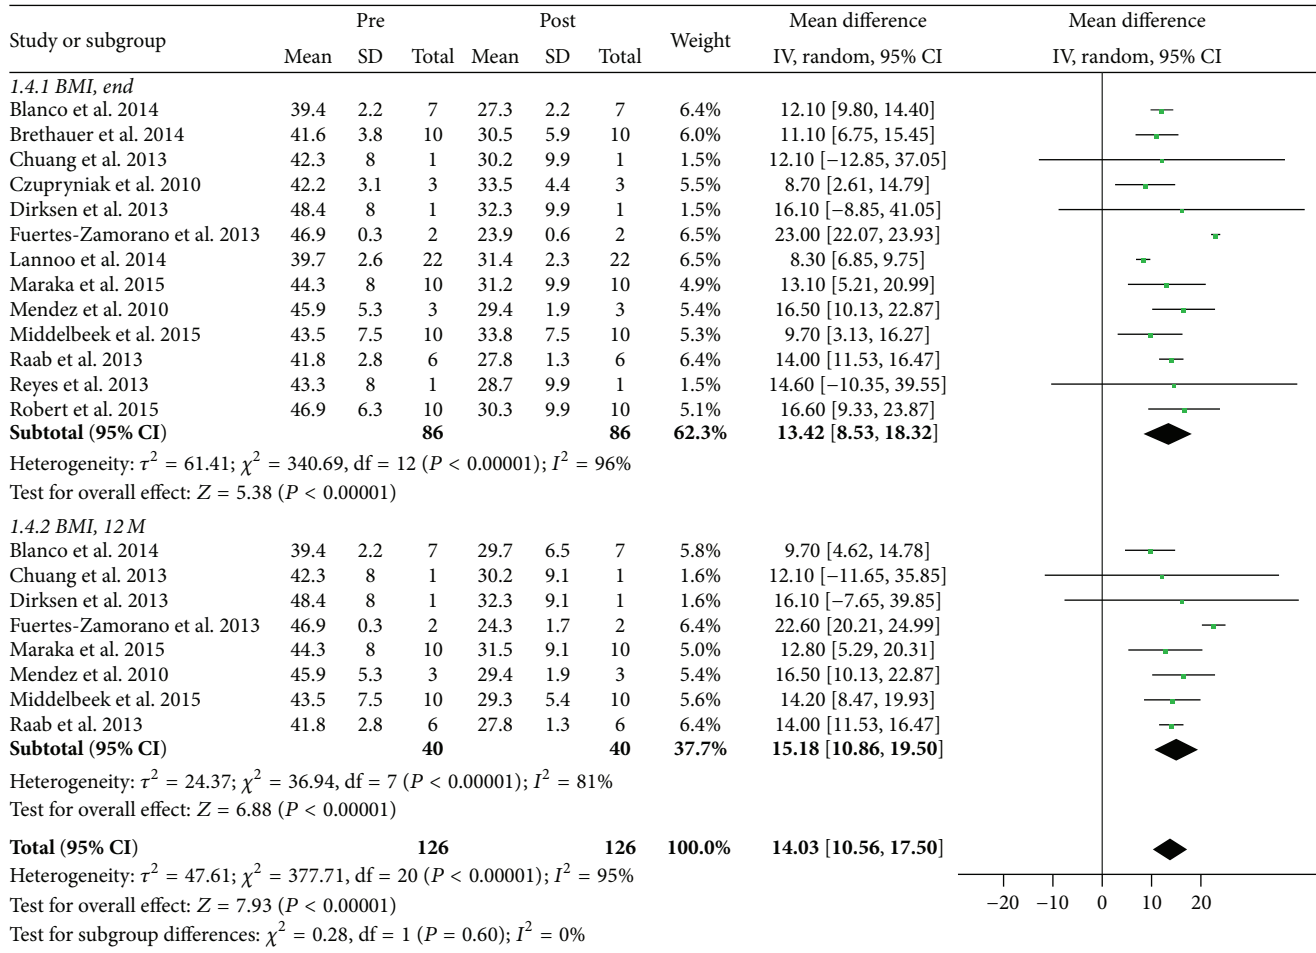 Study or subgroup Pre Post Weight Mean difference Mean difference
Mean SD Total Mean SD Total IV, random, 95% CI IV, random, 95% CI
1.4.1 BMI, end
Blanco et al. 2014 39.4 2.2 7 27.3 2.2 7 6.4% 12.10 [9.80, 14.40]
Brethauer et al. 2014 41.6 3.8 10 30.5 5.9 10 6.0% 11.10 [6.75, 15.45]
Chuang et al. 2013 42.3 8 1 30.2 9.9 1 1.5% 12.10 [−12.85, 37.05]
Czupryniak et al. 2010 42.2 3.1 3 33.5 4.4 3 5.5% 8.70 [2.61, 14.79]
Dirksen et al. 2013 48.4 8 1 32.3 9.9 1 1.5% 16.10 [−8.85, 41.05]
Fuertes-Zamorano et al. 2013 46.9 0.3 2 23.9 0.6 2 6.5% 23.00 [22.07, 23.93]
Lannoo et al. 2014 39.7 2.6 22 31.4 2.3 22 6.5% 8.30 [6.85, 9.75]
Maraka et al. 2015 44.3 8 10 31.2 9.9 10 4.9% 13.10 [5.21, 20.99]
Mendez et al. 2010 45.9 5.3 3 29.4 1.9 3 5.4% 16.50 [10.13, 22.87]
Middelbeek et al. 2015 43.5 7.5 10 33.8 7.5 10 5.3% 9.70 [3.13, 16.27]
Raab et al. 2013 41.8 2.8 6 27.8 1.3 6 6.4% 14.00 [11.53, 16.47]
Reyes et al. 2013 43.3 8 1 28.7 9.9 1 1.5% 14.60 [−10.35, 39.55]
Robert et al. 2015 46.9 6.3 10 30.3 9.9 10 5.1% 16.60 [9.33, 23.87]
Subtotal (95% CI) 86 86 62.3% 13.42 [8.53, 18.32]
Heterogeneity: τ² = 61.41; χ² = 340.69, df = 12 (P < 0.00001); I² = 96%
Test for overall effect: Z = 5.38 (P < 0.00001)
1.4.2 BMI, 12 M
Blanco et al. 2014 39.4 2.2 7 29.7 6.5 7 5.8% 9.70 [4.62, 14.78]
Chuang et al. 2013 42.3 8 1 30.2 9.1 1 1.6% 12.10 [−11.65, 35.85]
Dirksen et al. 2013 48.4 8 1 32.3 9.1 1 1.6% 16.10 [−7.65, 39.85]
Fuertes-Zamorano et al. 2013 46.9 0.3 2 24.3 1.7 2 6.4% 22.60 [20.21, 24.99]
Maraka et al. 2015 44.3 8 10 31.5 9.1 10 5.0% 12.80 [5.29, 20.31]
Mendez et al. 2010 45.9 5.3 3 29.4 1.9 3 5.4% 16.50 [10.13, 22.87]
Middelbeek et al. 2015 43.5 7.5 10 29.3 5.4 10 5.6% 14.20 [8.47, 19.93]
Raab et al. 2013 41.8 2.8 6 27.8 1.3 6 6.4% 14.00 [11.53, 16.47]
Subtotal (95% CI) 40 40 37.7% 15.18 [10.86, 19.50]
Heterogeneity: τ² = 24.37; χ² = 36.94, df = 7 (P < 0.00001); I² = 81%
Test for overall effect: Z = 6.88 (P < 0.00001)
Total (95% CI) 126 126 100.0% 14.03 [10.56, 17.50]
Heterogeneity: τ² = 47.61; χ² = 377.71, df = 20 (P < 0.00001); I² = 95%
Test for overall effect: Z = 7.93 (P < 0.00001)
Test for subgroup differences: χ² = 0.28, df = 1 (P = 0.60); I² = 0%
−20 −10 0 10 20